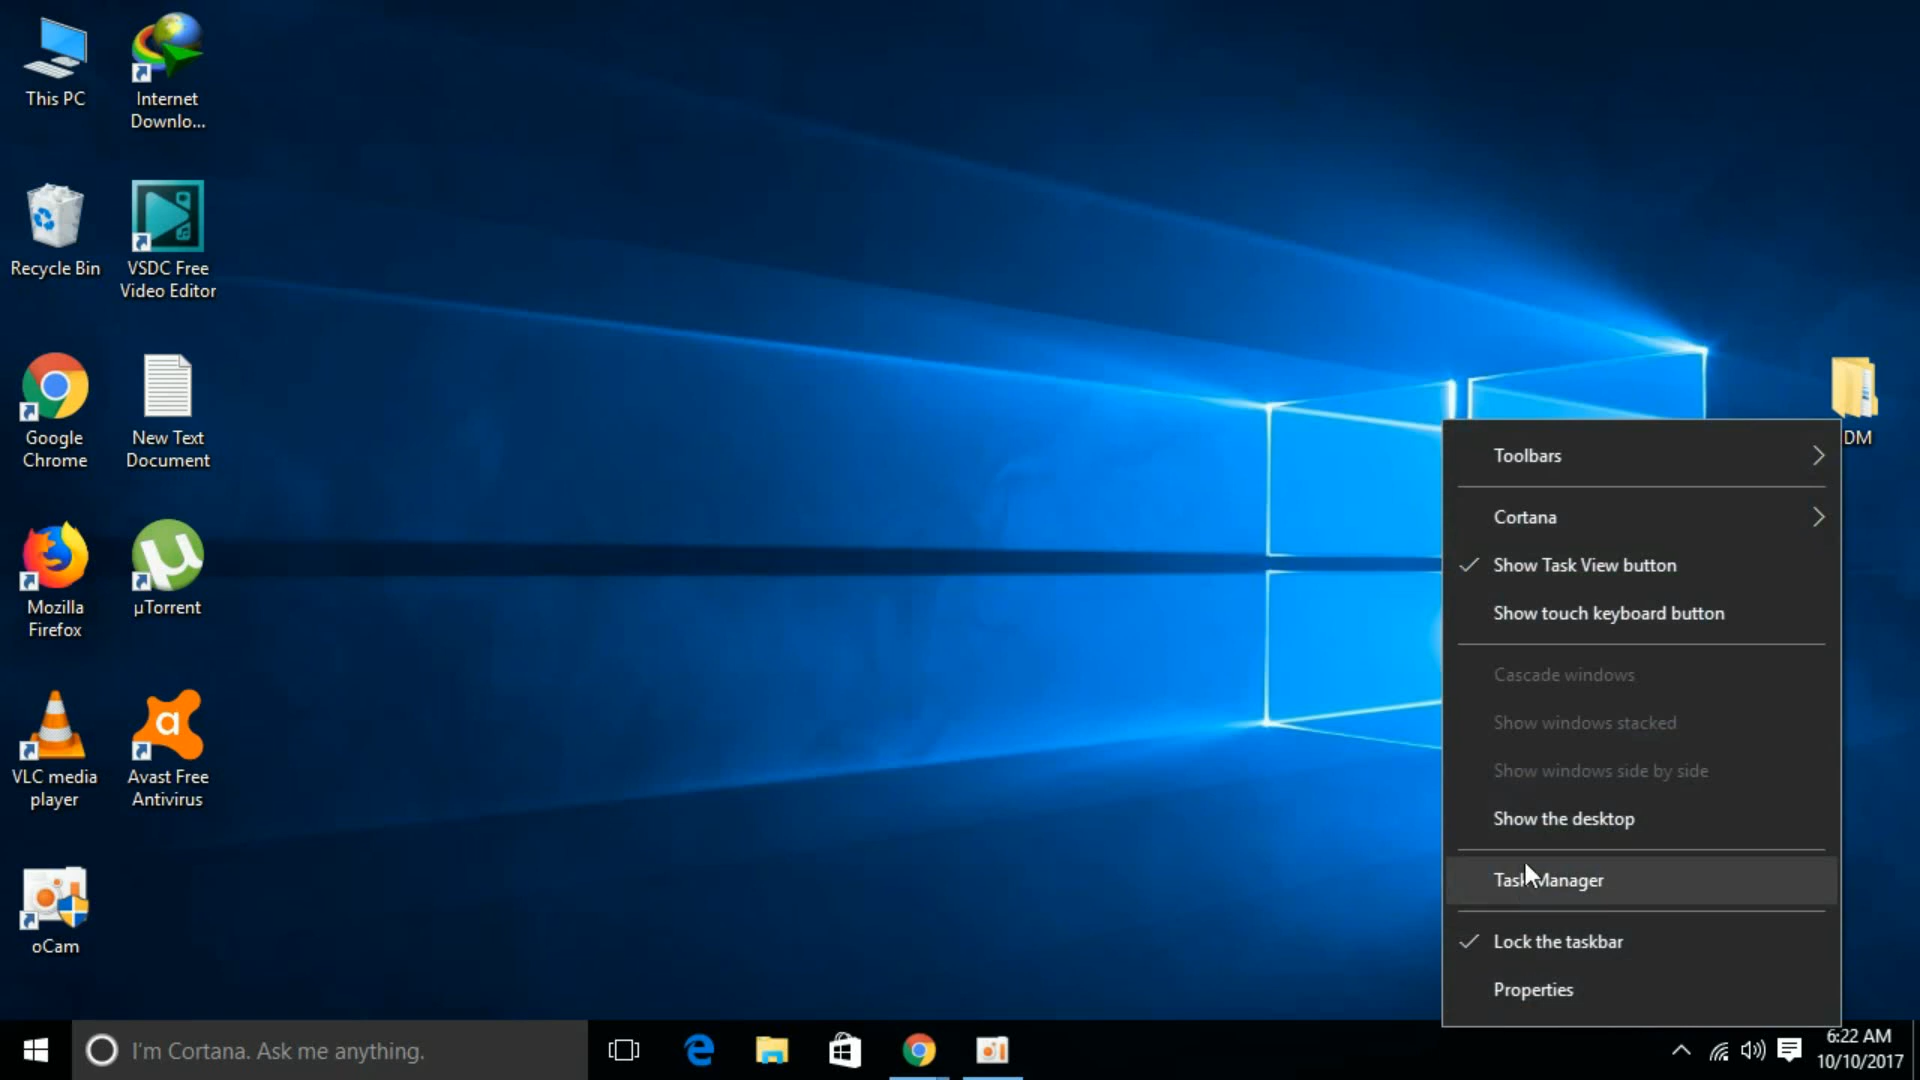 This PC
Internet
Downlo...
Recycle Bin
VSDC Free
Video Editor
Google
Chrome
New Text
Document
Mozilla
Firefox
µTorrent
VLC media
player
Avast Free
Antivirus
oCam
DM
Toolbars
Cortana
Show Task View button
Show touch keyboard button
Cascade windows
Show windows stacked
Show windows side by side
Show the desktop
Task Manager
Lock the taskbar
Properties
I'm Cortana. Ask me anything.
6:22 AM
10/10/2017